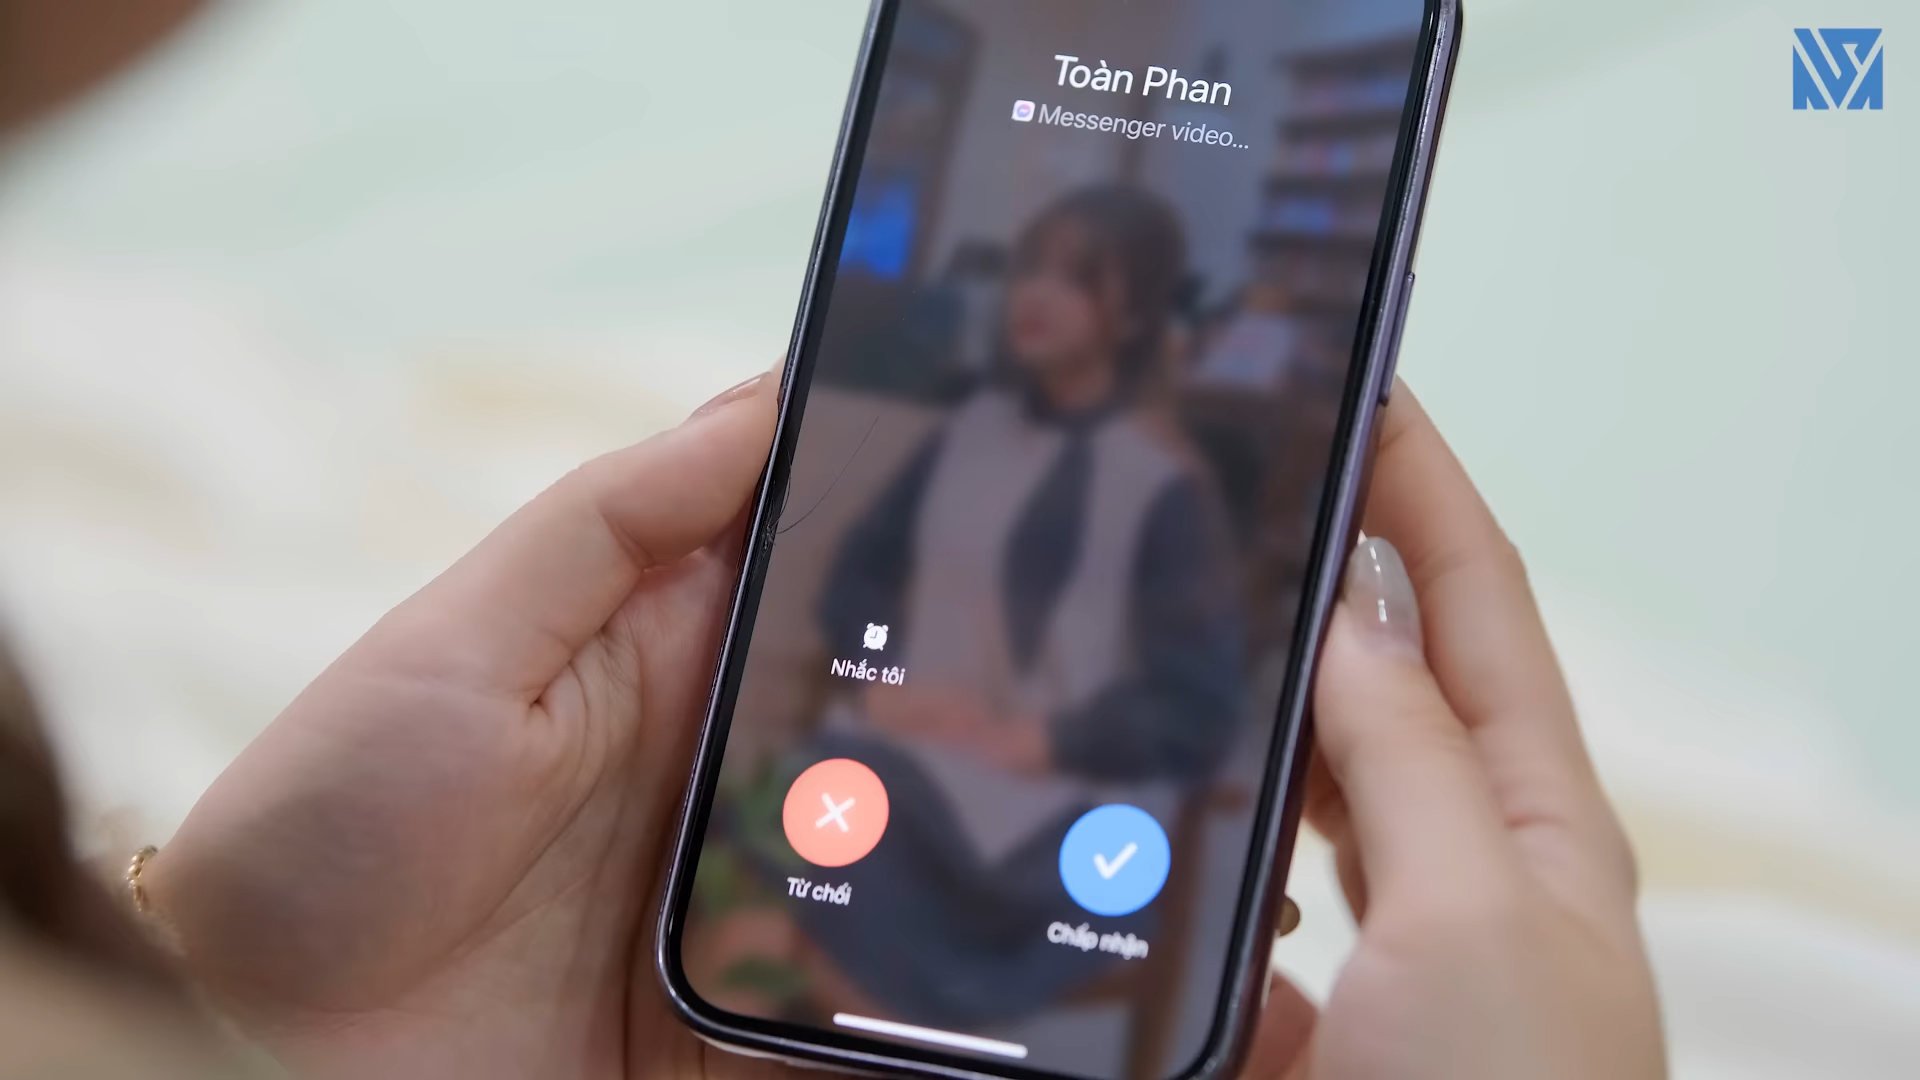 Toàn Phan
Messenger video...
Nhắc tôi
Từ chối
Chấp nhận